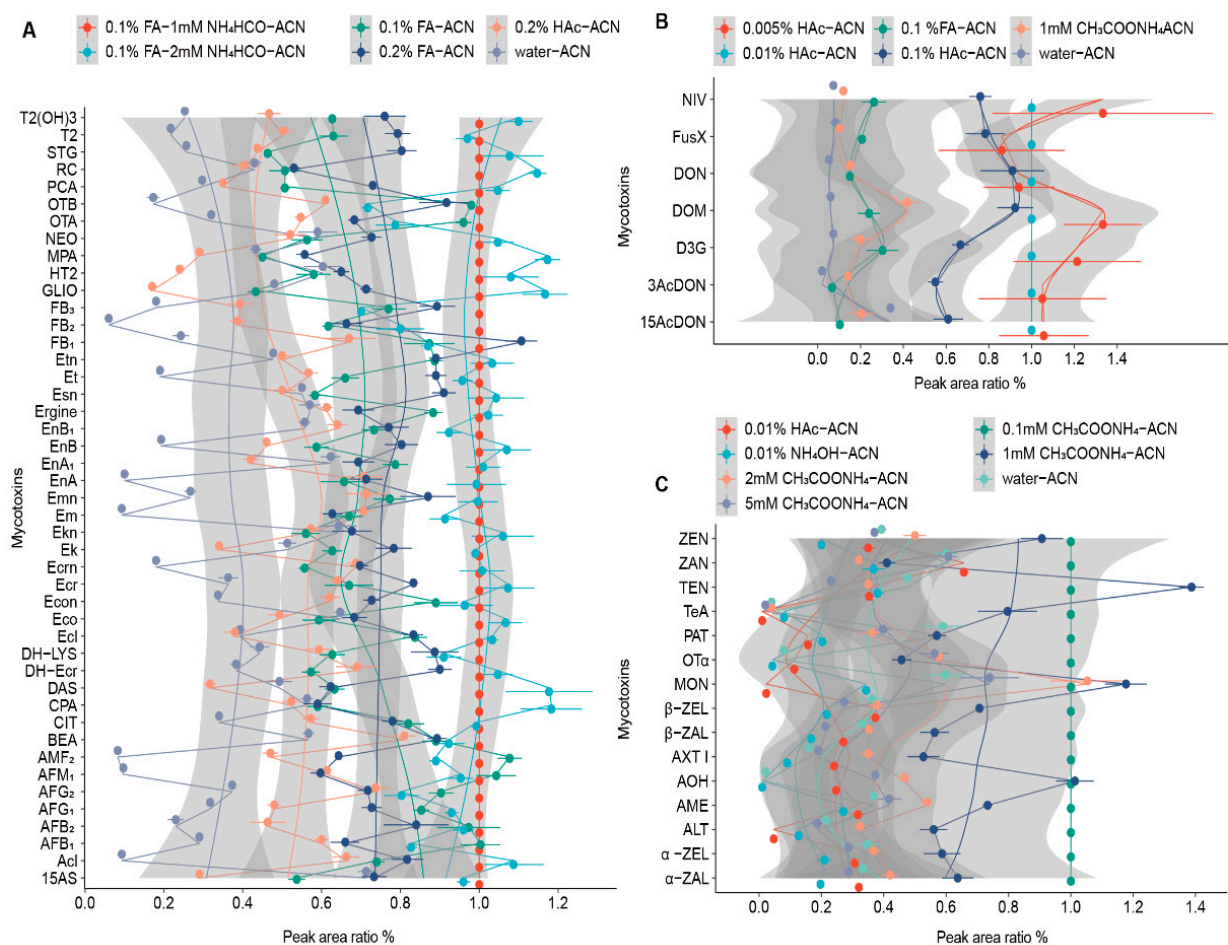 A
0.1% FA−1mM NH₄HCO−ACN
0.1% FA−2mM NH₄HCO−ACN
0.1% FA−ACN
0.2% FA−ACN
0.2% HAc−ACN
water−ACN
Mycotoxins
T2(OH)3
T2
STG
RC
PCA
OTB
OTA
NEO
MPA
HT2
GLIO
FB₃
FB₂
FB₁
Etn
Et
Esn
Ergine
EnB₁
EnB
EnA₁
EnA
Emn
Em
Ekn
Ek
Ecrn
Ecr
Econ
Eco
Ecl
DH−LYS
DH−Ecr
DAS
CPA
CIT
BEA
AMF₂
AFM₁
AFG₂
AFG₁
AFB₂
AFB₁
Acl
15AS
0.0 0.2 0.4 0.6 0.8 1.0 1.2
Peak area ratio %
B
0.005% HAc−ACN
0.01% HAc−ACN
0.1 %FA−ACN
0.1% HAc−ACN
1mM CH₃COONH₄ACN
water−ACN
Mycotoxins
NIV
FusX
DON
DOM
D3G
3AcDON
15AcDON
0.0 0.2 0.4 0.6 0.8 1.0 1.2 1.4
Peak area ratio %
C
0.01% HAc−ACN
0.01% NH₄OH−ACN
2mM CH₃COONH₄−ACN
5mM CH₃COONH₄−ACN
0.1mM CH₃COONH₄−ACN
1mM CH₃COONH₄−ACN
water−ACN
Mycotoxins
ZEN
ZAN
TEN
TeA
PAT
OTα
MON
β−ZEL
β−ZAL
AXT I
AOH
AME
ALT
α −ZEL
α−ZAL
0.0 0.2 0.4 0.6 0.8 1.0 1.2 1.4
Peak area ratio %